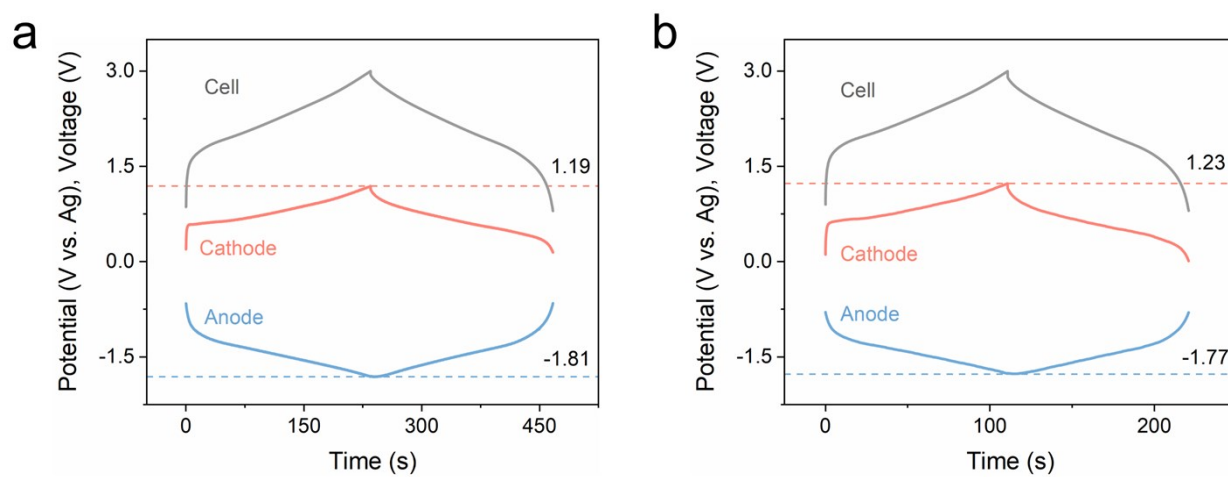 a
Potential (V vs. Ag), Voltage (V)
3.0
1.5
0.0
-1.5
Cell
1.19
Cathode
Anode
-1.81
0
150
300
450
Time (s)
b
Potential (V vs. Ag), Voltage (V)
3.0
1.5
0.0
-1.5
Cell
1.23
Cathode
Anode
-1.77
0
100
200
Time (s)